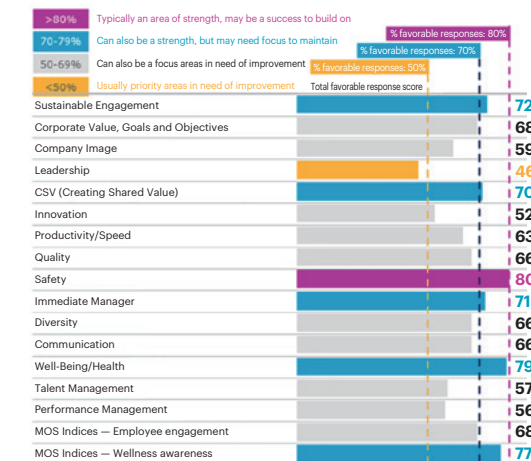 >80% Typically an area of strength, may be a success to build on
% favorable responses: 80%
70-79% Can also be a strength, but may need focus to maintain
% favorable responses: 70%
50-69% Can also be a focus areas in need of improvement
% favorable responses: 50%
<50% Usually priority areas in need of improvement Total favorable response score
Sustainable Engagement 72
Corporate Value, Goals and Objectives 68
Company Image 59
Leadership 46
CSV (Creating Shared Value) 70
Innovation 52
Productivity/Speed 63
Quality 66
Safety 80
Immediate Manager 71
Diversity 66
Communication 66
Well-Being/Health 79
Talent Management 57
Performance Management 56
MOS Indices — Employee engagement 68
MOS Indices — Wellness awareness 77